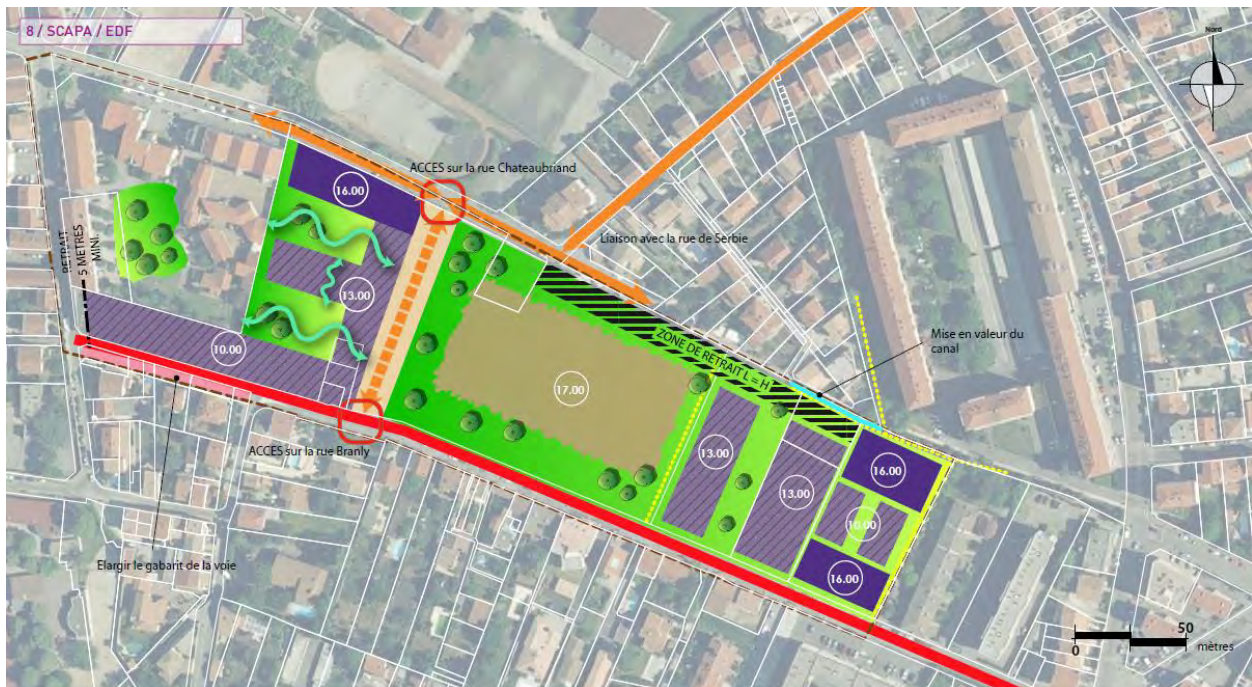 8 / SCAPA / EDF
Nord
ACCES sur la rue Chateaubriand
16.00
RETRAIT
5 METRES
MINI
Liaison avec la rue de Serbie
13.00
10.00
ZONE DE RETRAIT L = H
Mise en valeur du
canal
17.00
ACCES sur la rue Branly
13.00
13.00
16.00
10.00
16.00
Elargir le gabarit de la voie
50
0
mètres